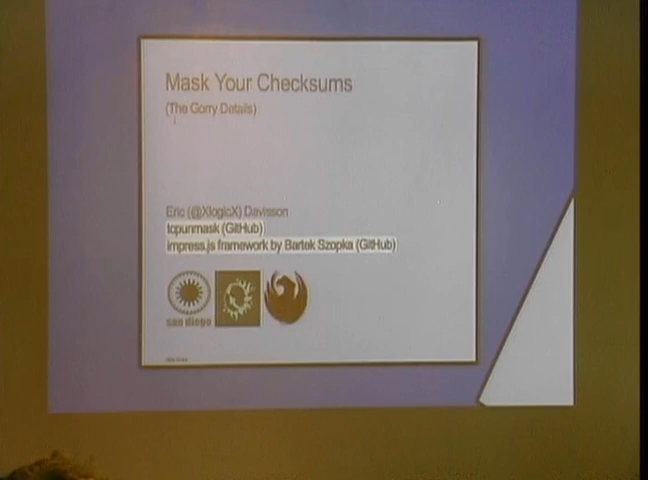 Mask Your Checksums
(The Gorry Details)
Eric (@XlogicX) Davisson
tcpunmask (GitHub)
impress.js framework by Bartek Szopka (GitHub)
san diego